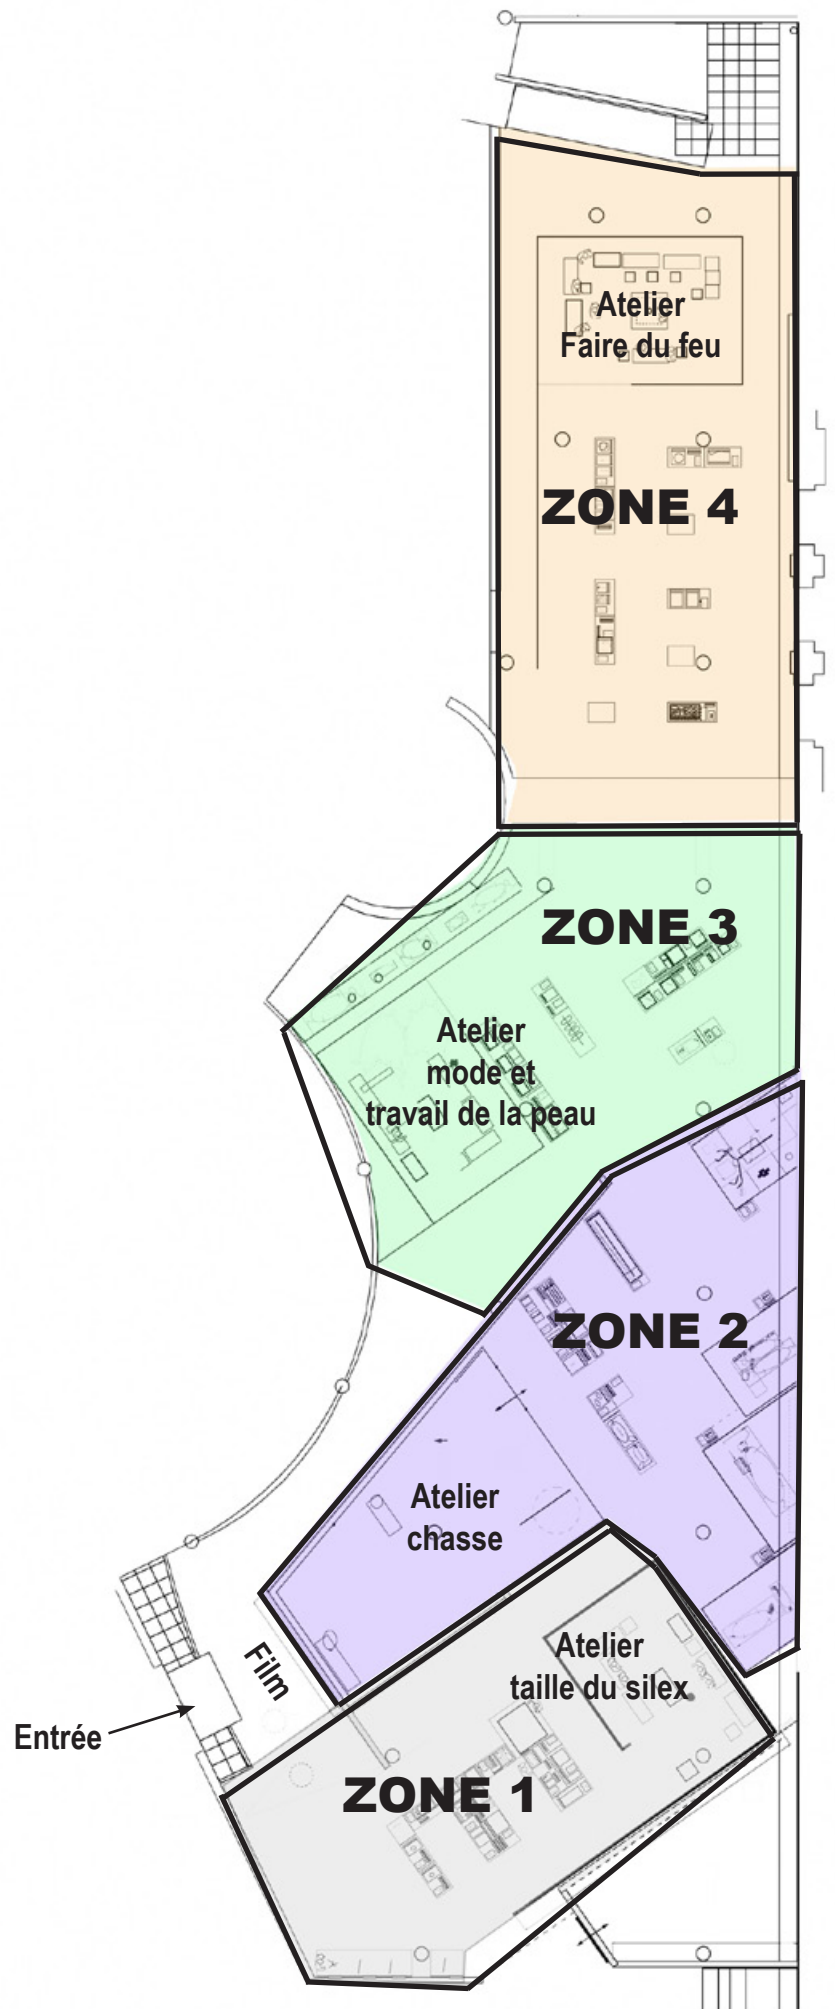 Atelier
Faire du feu
ZONE 4
ZONE 3
Atelier
mode et
travail de la peau
ZONE 2
Atelier
chasse
Film
Atelier
taille du silex
Entrée
ZONE 1